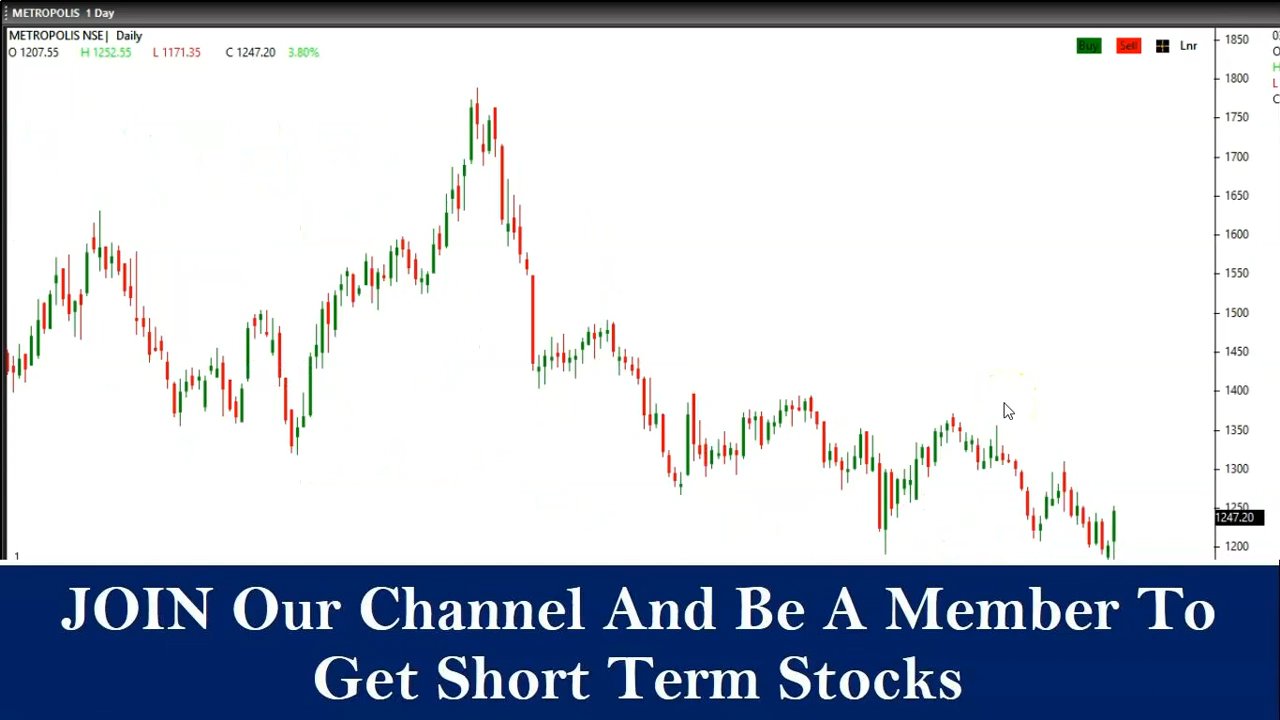 METROPOLIS 1 Day
METROPOLIS NSE| Daily
O 1207.55 H 1252.55 L 1171.35 C 1247.20 3.80%
Buy Sell Lnr
1850
1800
1750
1700
1650
1600
1550
1500
1450
1400
1350
1300
1250
1247.20
1200
1
JOIN Our Channel And Be A Member To
Get Short Term Stocks